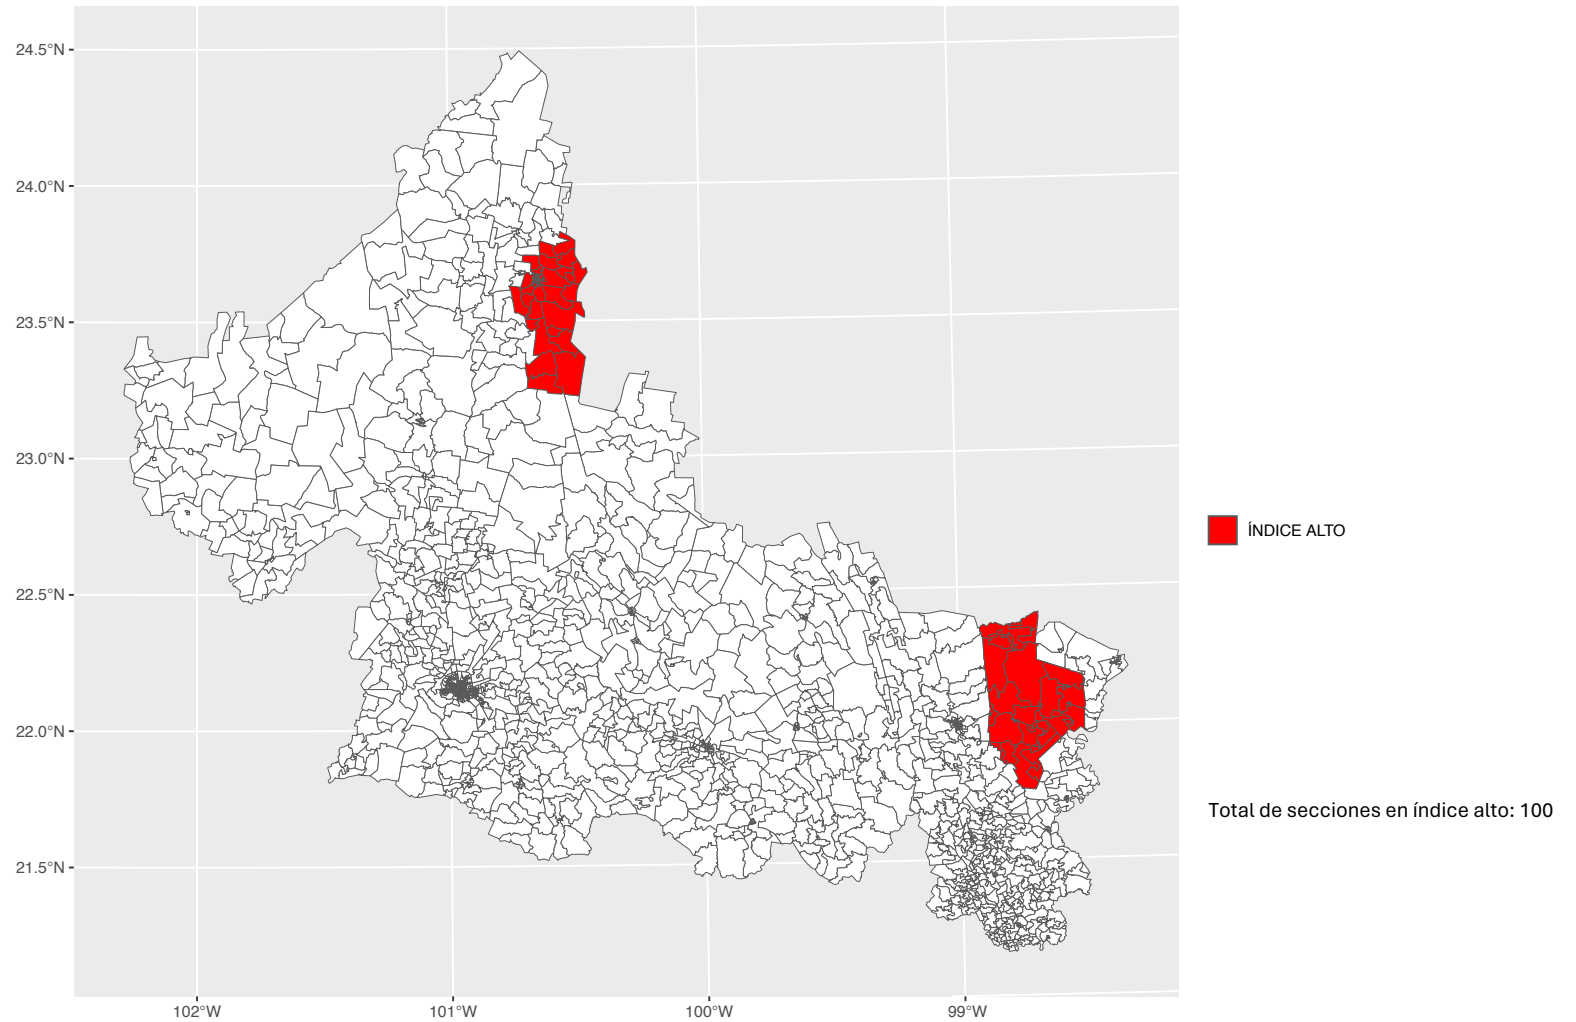 24.5°N
24.0°N
23.5°N
23.0°N
22.5°N
22.0°N
21.5°N
102°W
101°W
100°W
99°W
ÍNDICE ALTO
Total de secciones en índice alto: 100